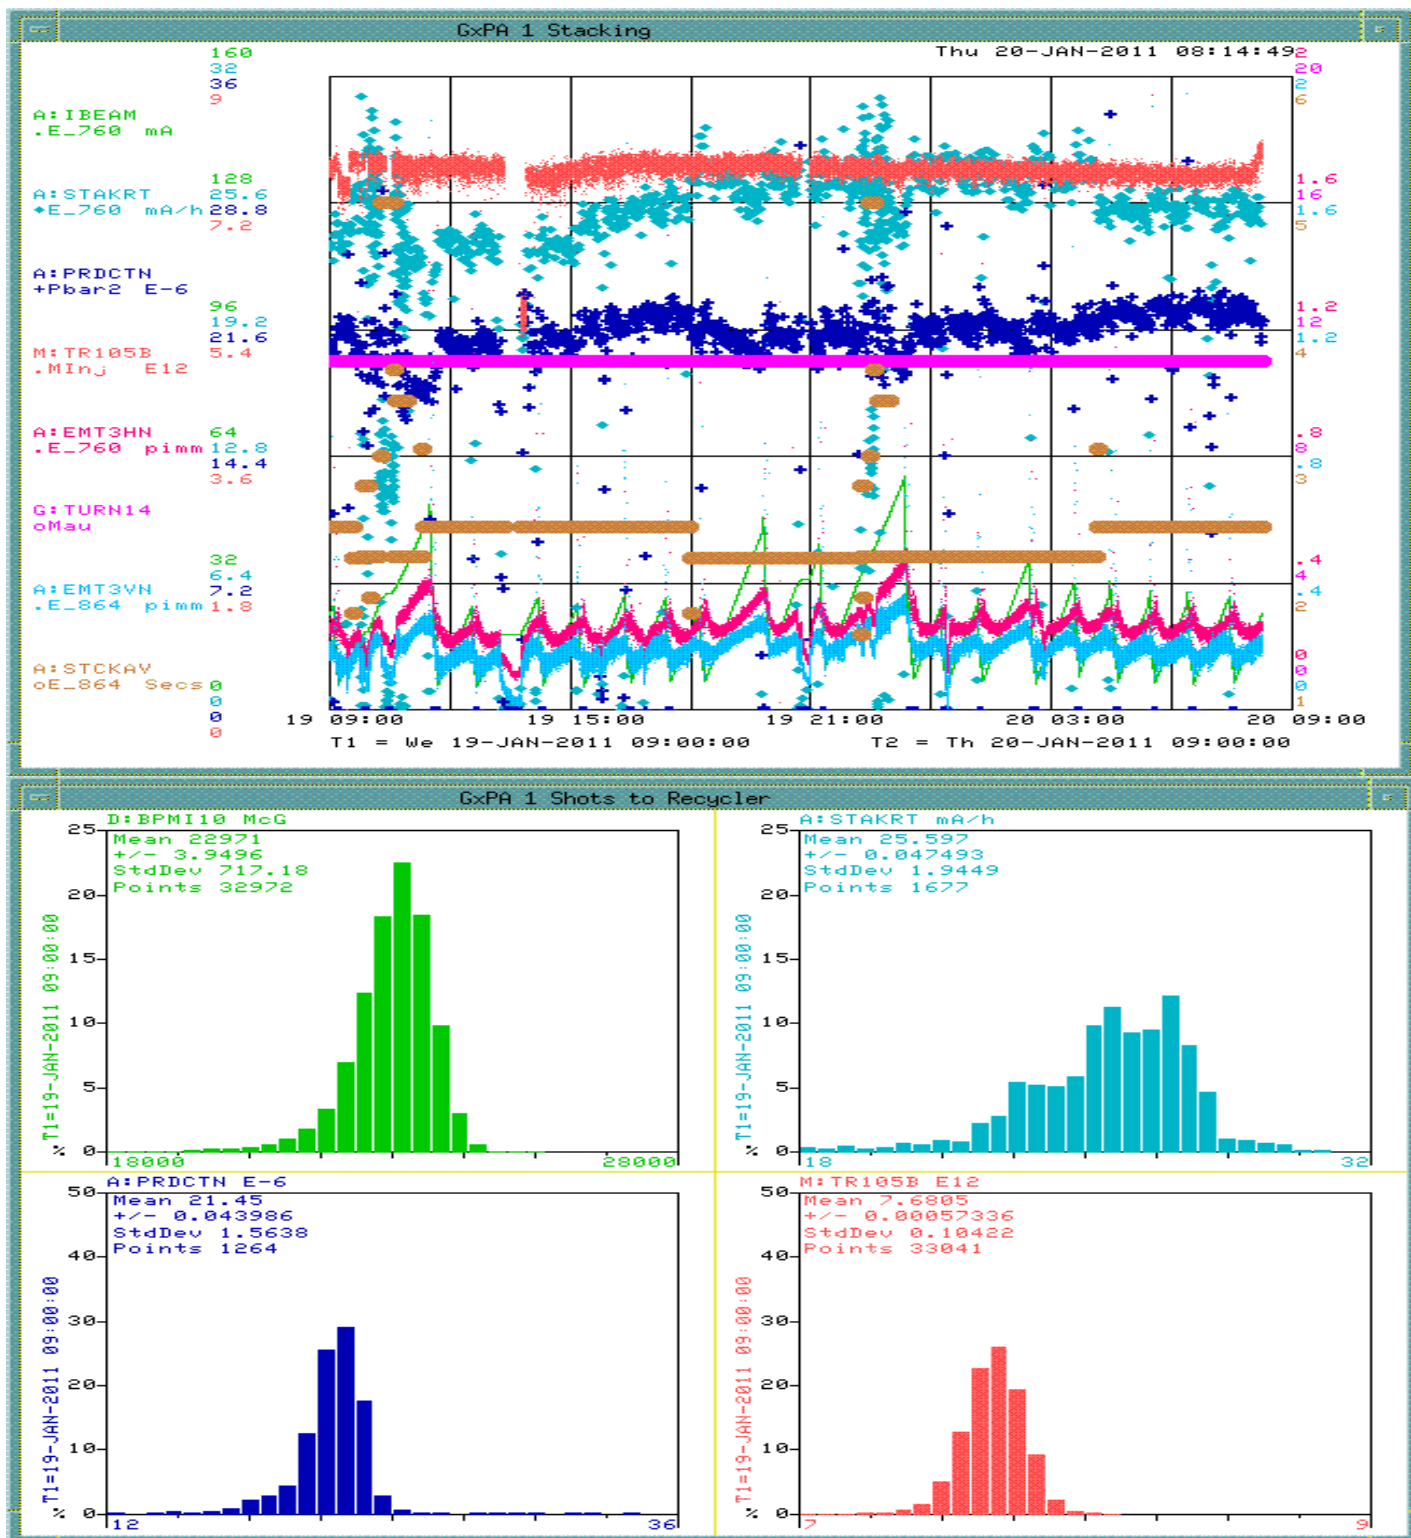 GxPA 1 Stacking
Thu 20-JAN-2011 08:14:49
160
32
36
9
2
20
2
6
A:IBEAM
.E_760 mA
A:STAKRT
+E_760 mA/h
128
25.6
28.8
7.2
1.6
16
1.6
5
A:PRDCTN
+Pbar2 E-6
96
19.2
21.6
5.4
1.2
12
1.2
4
M:TR105B
.MInj E12
A:EMT3HN
.E_760 pimm
64
12.8
14.4
3.6
.8
8
.8
3
G:TURN14
oMau
A:EMT3VN
.E_864 pimm
32
6.4
7.2
1.8
.4
4
.4
2
A:STCKAV
oE_864 Secs
0
0
0
0
0
0
0
1
19 09:00
19 15:00
19 21:00
20 03:00
20 09:00
T1 = We 19-JAN-2011 09:00:00
T2 = Th 20-JAN-2011 09:00:00
GxPA 1 Shots to Recycler
D:BPMI10 McG
Mean 22971
+/- 3.9496
StdDev 717.18
Points 32972
25
20
15
10
5
% 0
T1=19-JAN-2011 09:00:00
18000
28000
A:STAKRT mA/h
Mean 25.597
+/- 0.047493
StdDev 1.9449
Points 1677
25
20
15
10
5
% 0
T1=19-JAN-2011 09:00:00
18
32
A:PRDCTN E-6
Mean 21.45
+/- 0.043986
StdDev 1.5638
Points 1264
50
40
30
20
10
% 0
T1=19-JAN-2011 09:00:00
12
36
M:TR105B E12
Mean 7.6805
+/- 0.00057336
StdDev 0.10422
Points 33041
50
40
30
20
10
% 0
T1=19-JAN-2011 09:00:00
7
9